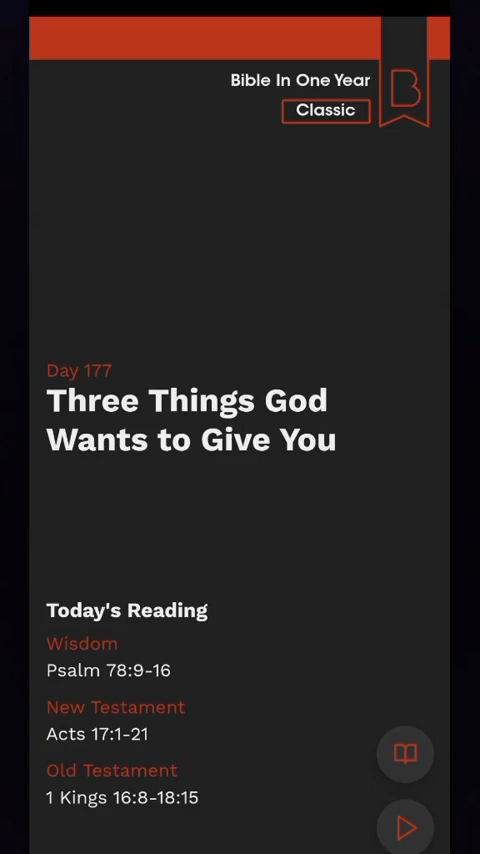 Bible In One Year
Classic
B
Day 177
Three Things God
Wants to Give You
Today's Reading
Wisdom
Psalm 78:9-16
New Testament
Acts 17:1-21
Old Testament
1 Kings 16:8-18:15